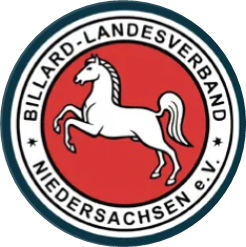 BILLARD-LANDESVERBAND
NIEDERSACHSEN e.V.